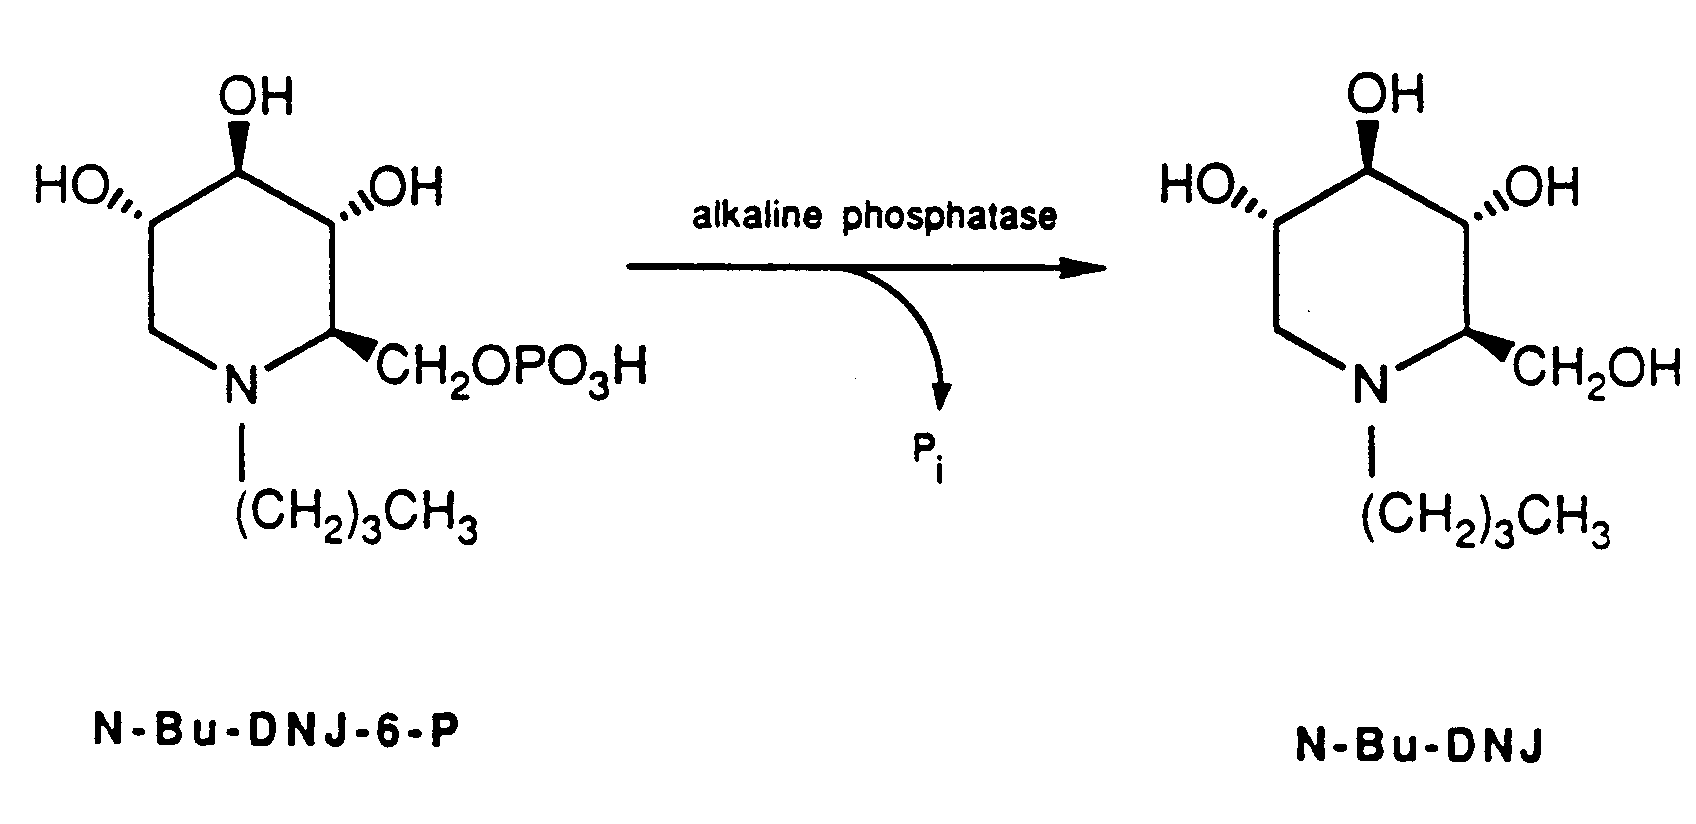 OH
HO
OH
N
CH₂OPO₃H
(CH₂)₃CH₃
alkaline phosphatase
Pᵢ
OH
HO
OH
N
CH₂OH
(CH₂)₃CH₃
N-Bu-DNJ-6-P
N-Bu-DNJ